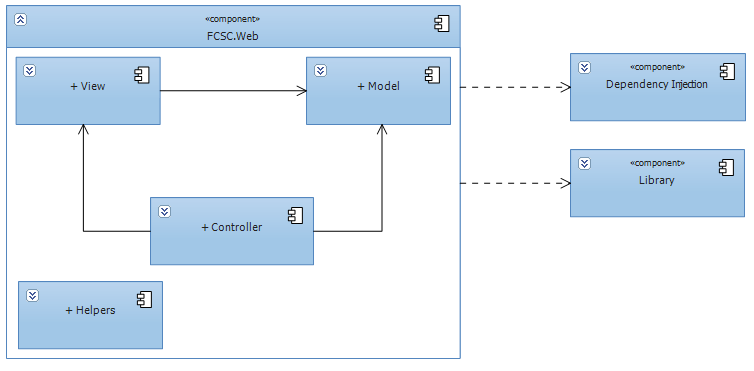 «component»
FCSC.Web
+ View
+ Model
«component»
Dependency Injection
«component»
Library
+ Controller
+ Helpers